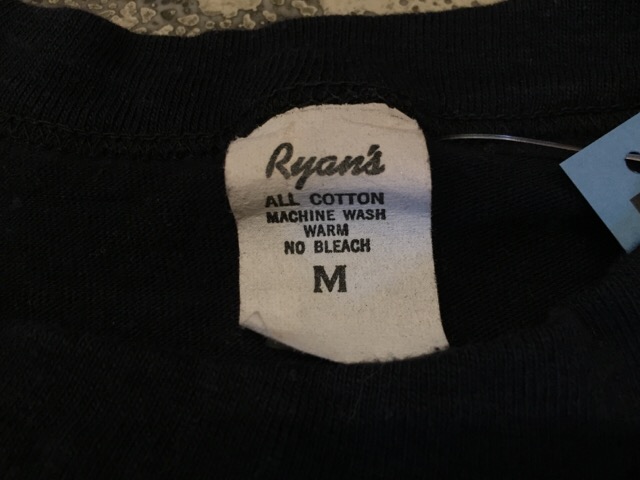 Ryan's
ALL COTTON
MACHINE WASH
WARM
NO BLEACH
M